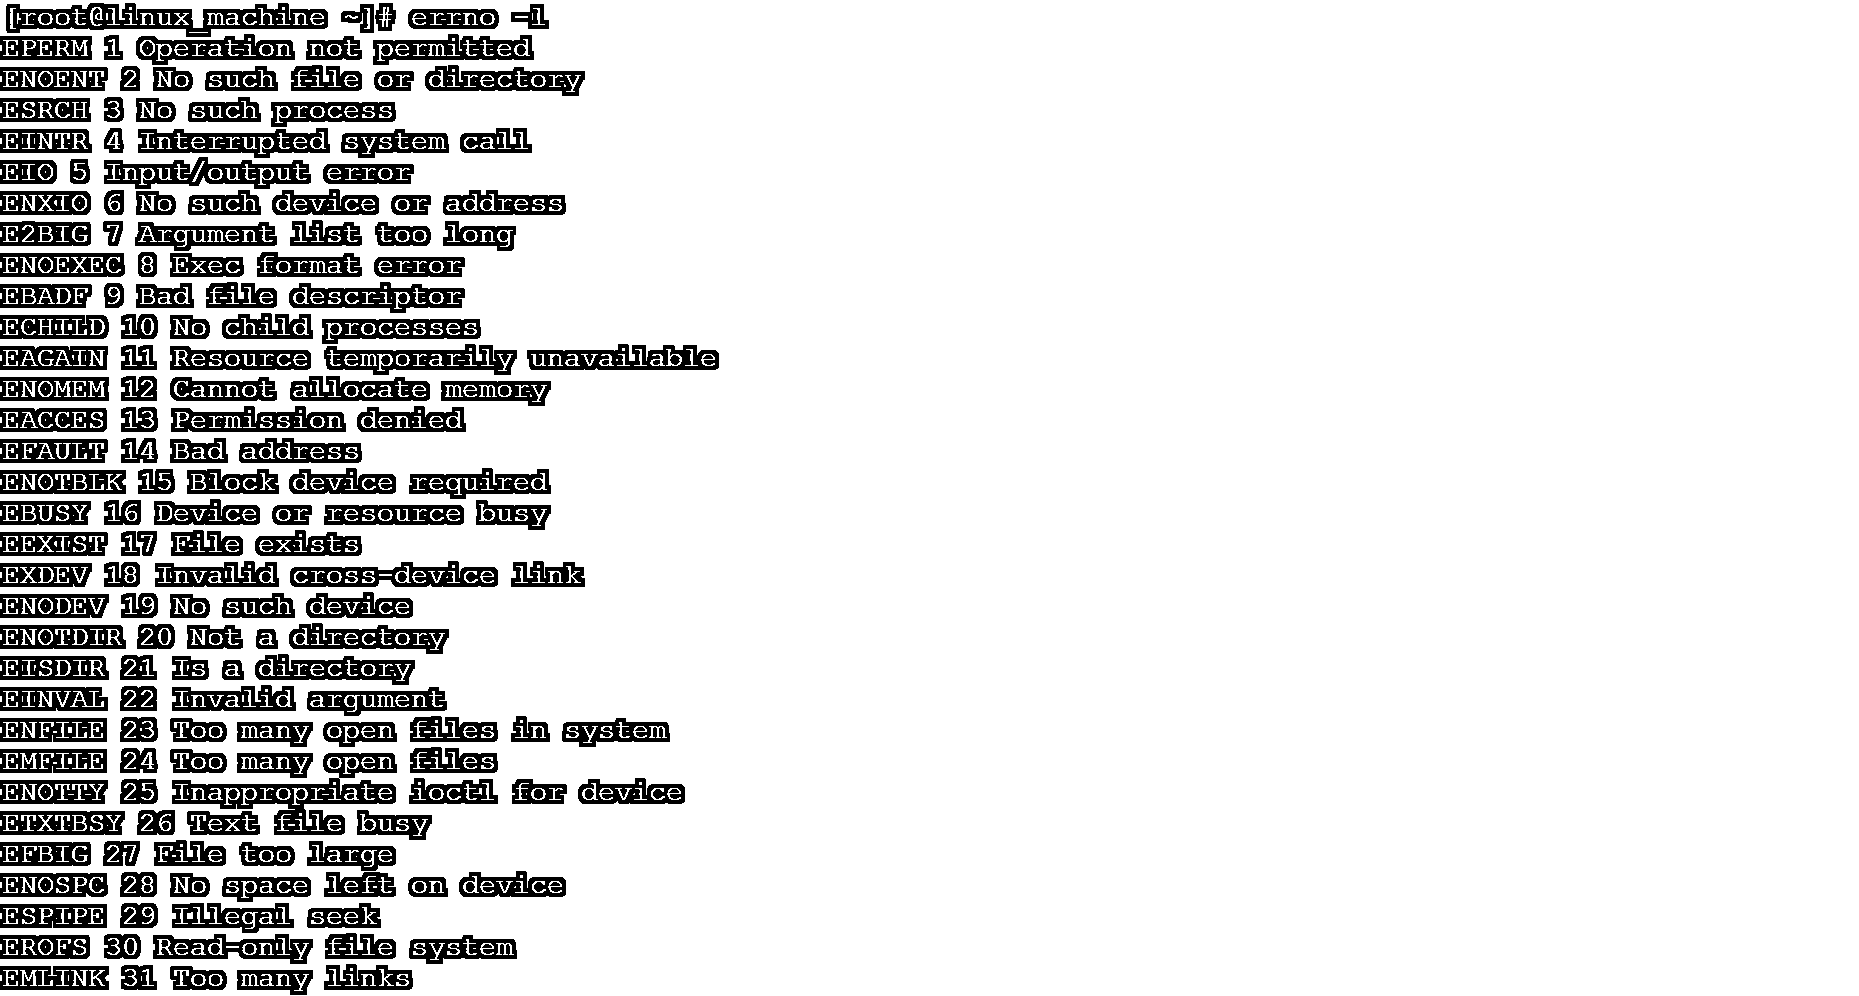 [root@linux_machine ~]# errno -l
EPERM 1 Operation not permitted
ENOENT 2 No such file or directory
ESRCH 3 No such process
EINTR 4 Interrupted system call
EIO 5 Input/output error
ENXIO 6 No such device or address
E2BIG 7 Argument list too long
ENOEXEC 8 Exec format error
EBADF 9 Bad file descriptor
ECHILD 10 No child processes
EAGAIN 11 Resource temporarily unavailable
ENOMEM 12 Cannot allocate memory
EACCES 13 Permission denied
EFAULT 14 Bad address
ENOTBLK 15 Block device required
EBUSY 16 Device or resource busy
EEXIST 17 File exists
EXDEV 18 Invalid cross-device link
ENODEV 19 No such device
ENOTDIR 20 Not a directory
EISDIR 21 Is a directory
EINVAL 22 Invalid argument
ENFILE 23 Too many open files in system
EMFILE 24 Too many open files
ENOTTY 25 Inappropriate ioctl for device
ETXTBSY 26 Text file busy
EFBIG 27 File too large
ENOSPC 28 No space left on device
ESPIPE 29 Illegal seek
EROFS 30 Read-only file system
EMLINK 31 Too many links